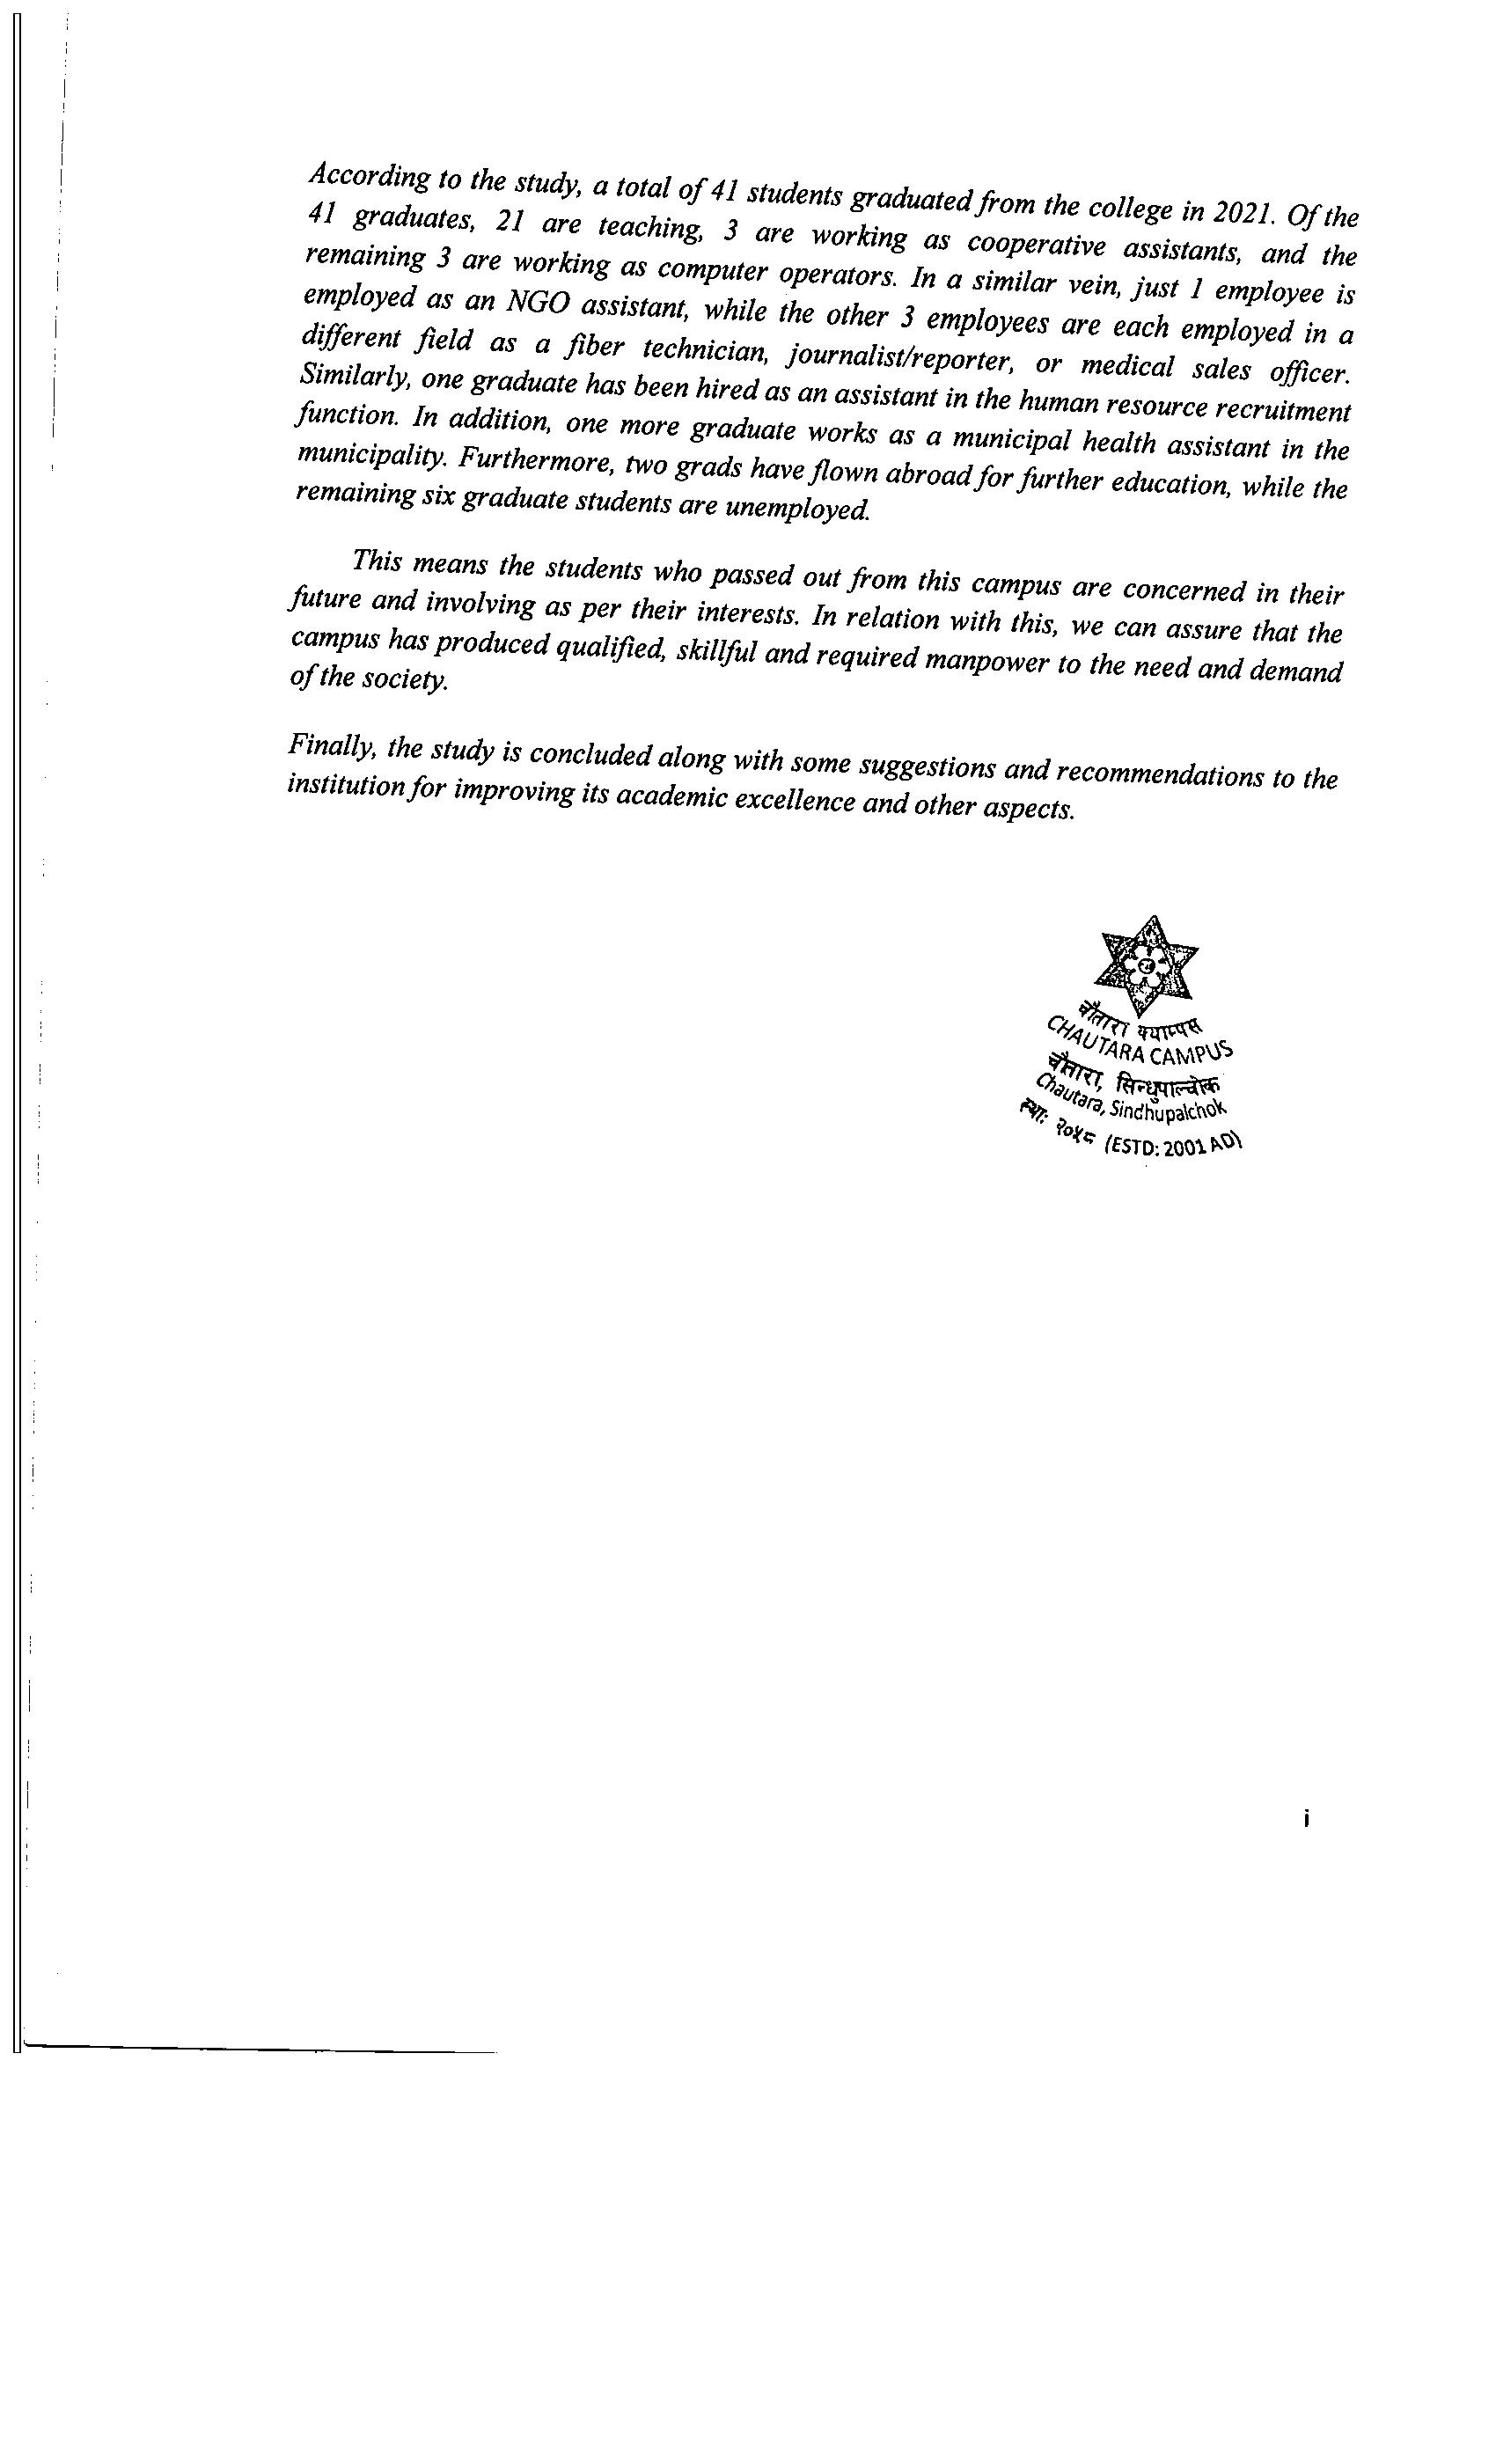 According to the study, a total of 41 students graduated from the college in 2021. Of the
41 graduates, 21 are teaching, 3 are working as cooperative assistants, and the
remaining 3 are working as computer operators. In a similar vein, just 1 employee is
employed as an NGO assistant, while the other 3 employees are each employed in a
different field as a fiber technician, journalist/reporter, or medical sales officer.
Similarly, one graduate has been hired as an assistant in the human resource recruitment
function. In addition, one more graduate works as a municipal health assistant in the
municipality. Furthermore, two grads have flown abroad for further education, while the
remaining six graduate students are unemployed.
This means the students who passed out from this campus are concerned in their
future and involving as per their interests. In relation with this, we can assure that the
campus has produced qualified, skillful and required manpower to the need and demand
of the society.
Finally, the study is concluded along with some suggestions and recommendations to the
institution for improving its academic excellence and other aspects.
चौतारा क्याम्पस
CHAUTARA CAMPUS
चौतारा, सिन्धुपाल्चोक
Chautara, Sindhupalchok
स्था: २०५८ (ESTD: 2001 AD)
i